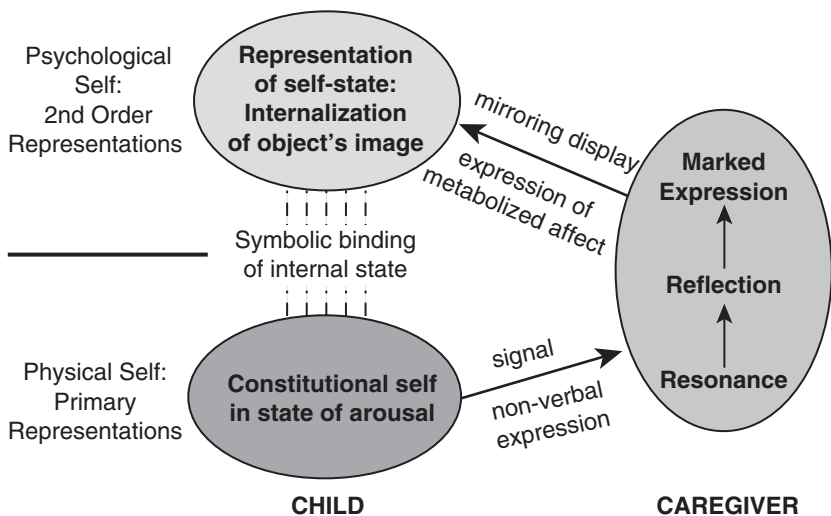 Psychological
Self:
2nd Order
Representations
Representation
of self-state:
Internalization
of object's image
mirroring display
expression of
metabolized affect
Marked
Expression
Reflection
Resonance
Symbolic binding
of internal state
Physical Self:
Primary
Representations
Constitutional self
in state of arousal
signal
non-verbal
expression
CHILD
CAREGIVER